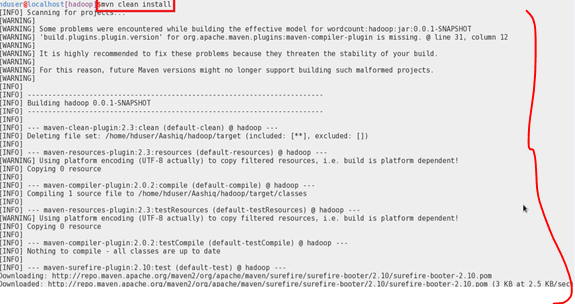 hduser@localhost[hadoop]$mvn clean install
[INFO] Scanning for projects...
[WARNING]
[WARNING] Some problems were encountered while building the effective model for wordcount:hadoop:jar:0.0.1-SNAPSHOT
[WARNING] 'build.plugins.plugin.version' for org.apache.maven.plugins:maven-compiler-plugin is missing. @ line 31, column 12
[WARNING]
[WARNING] It is highly recommended to fix these problems because they threaten the stability of your build.
[WARNING]
[WARNING] For this reason, future Maven versions might no longer support building such malformed projects.
[WARNING]
[INFO]
[INFO] ------------------------------------------------------------------------
[INFO] Building hadoop 0.0.1-SNAPSHOT
[INFO] ------------------------------------------------------------------------
[INFO]
[INFO] --- maven-clean-plugin:2.3:clean (default-clean) @ hadoop ---
[INFO] Deleting file set: /home/hduser/Aashiq/hadoop/target (included: [**], excluded: [])
[INFO]
[INFO] --- maven-resources-plugin:2.3:resources (default-resources) @ hadoop ---
[WARNING] Using platform encoding (UTF-8 actually) to copy filtered resources, i.e. build is platform dependent!
[INFO] Copying 0 resource
[INFO]
[INFO] --- maven-compiler-plugin:2.0.2:compile (default-compile) @ hadoop ---
[INFO] Compiling 1 source file to /home/hduser/Aashiq/hadoop/target/classes
[INFO]
[INFO] --- maven-resources-plugin:2.3:testResources (default-testResources) @ hadoop ---
[WARNING] Using platform encoding (UTF-8 actually) to copy filtered resources, i.e. build is platform dependent!
[INFO] Copying 0 resource
[INFO]
[INFO] --- maven-compiler-plugin:2.0.2:testCompile (default-testCompile) @ hadoop ---
[INFO] Nothing to compile - all classes are up to date
[INFO]
[INFO] --- maven-surefire-plugin:2.10:test (default-test) @ hadoop ---
Downloading: http://repo.maven.apache.org/maven2/org/apache/maven/surefire/surefire-booter/2.10/surefire-booter-2.10.pom
Downloaded: http://repo.maven.apache.org/maven2/org/apache/maven/surefire/surefire-booter/2.10/surefire-booter-2.10.pom (3 KB at 2.5 KB/sec)